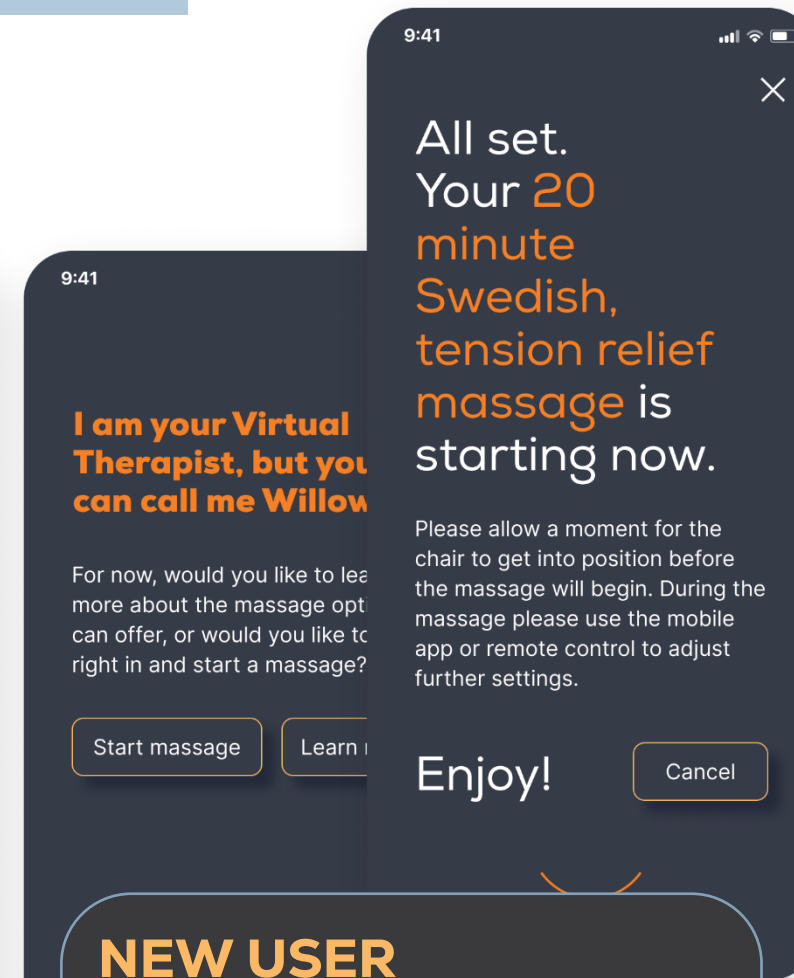 9:41
All set.
Your 20
minute
Swedish,
tension relief
massage is
starting now.
Please allow a moment for the
chair to get into position before
the massage will begin. During the
massage please use the mobile
app or remote control to adjust
further settings.
Enjoy!
Cancel
9:41
I am your Virtual
Therapist, but you
can call me Willow
For now, would you like to
more about the massage
can offer, or would you like to
right in and start a massage?
Start massage
Learn
NEW USER